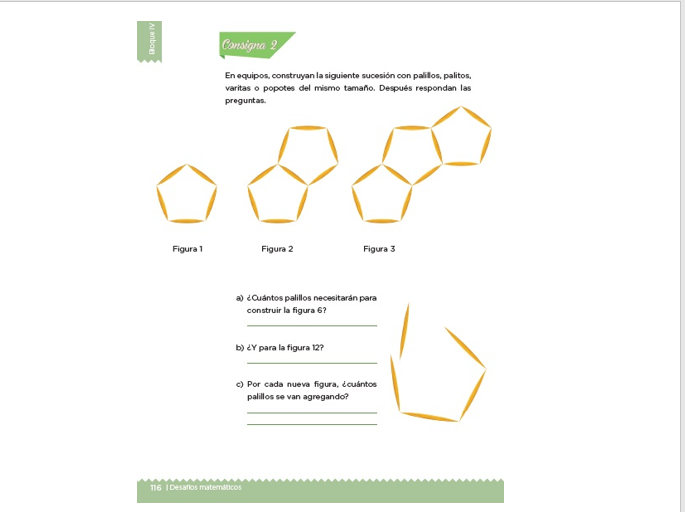 Bloque IV
Consigna 2
En equipos, construyan la siguiente sucesión con palillos, palitos,
varitas o popotes del mismo tamaño. Después respondan las
preguntas.
Figura 1
Figura 2
Figura 3
a) ¿Cuántos palillos necesitarán para
construir la figura 6?
b) ¿Y para la figura 12?
c) Por cada nueva figura, ¿cuántos
palillos se van agregando?
116 | Desafíos matemáticos